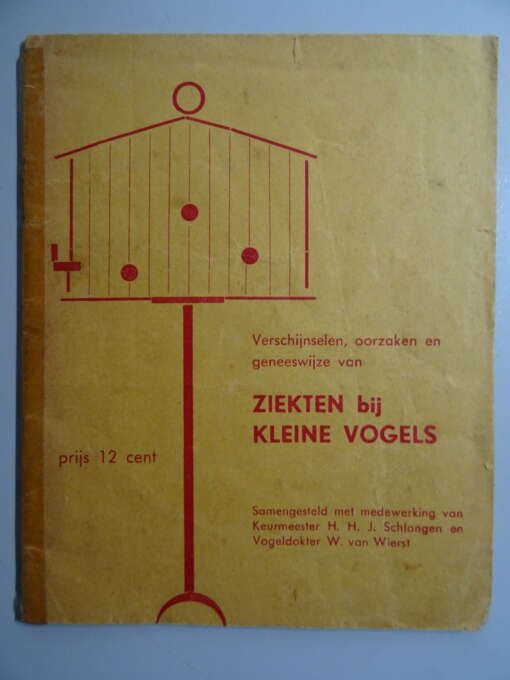 Verschijnselen, oorzaken en
geneeswijze van
ZIEKTEN bij
KLEINE VOGELS
prijs 12 cent
Samengesteld met medewerking van
Keurmeester H. H. J. Schlangen en
Vogeldokter W. van Wierst